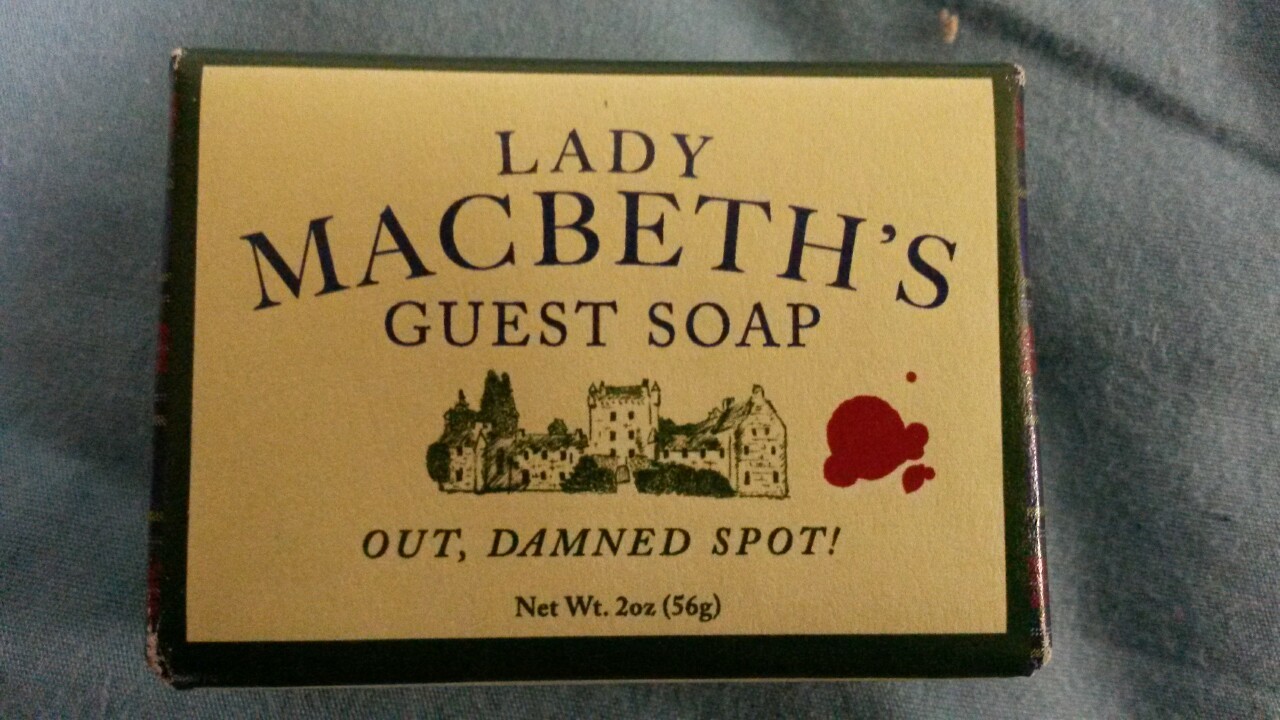 LADY
MACBETH'S
GUEST SOAP
OUT, DAMNED SPOT!
Net Wt. 2oz (56g)